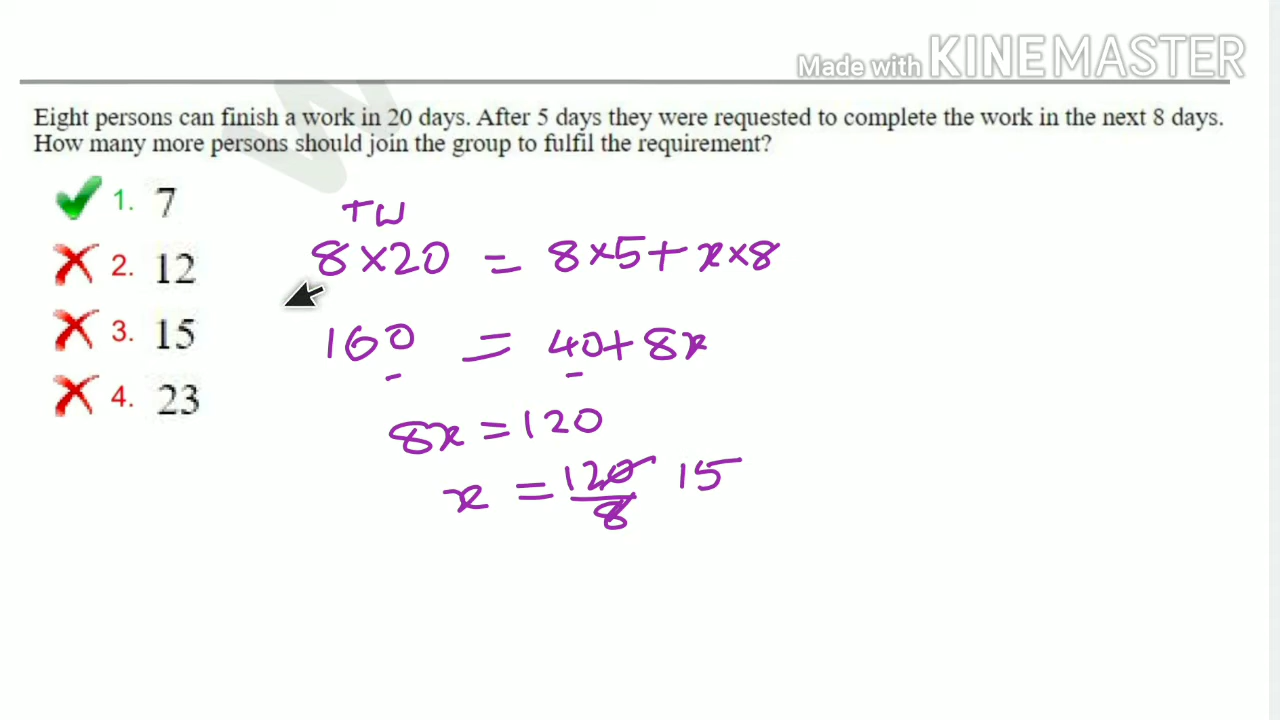 Made with KINEMASTER
Eight persons can finish a work in 20 days. After 5 days they were requested to complete the work in the next 8 days.
How many more persons should join the group to fulfil the requirement?
1. 7
2. 12
3. 15
4. 23
TW
8×20 = 8×5+x×8
160 = 40+8x
8x=120
x = 120/8 15